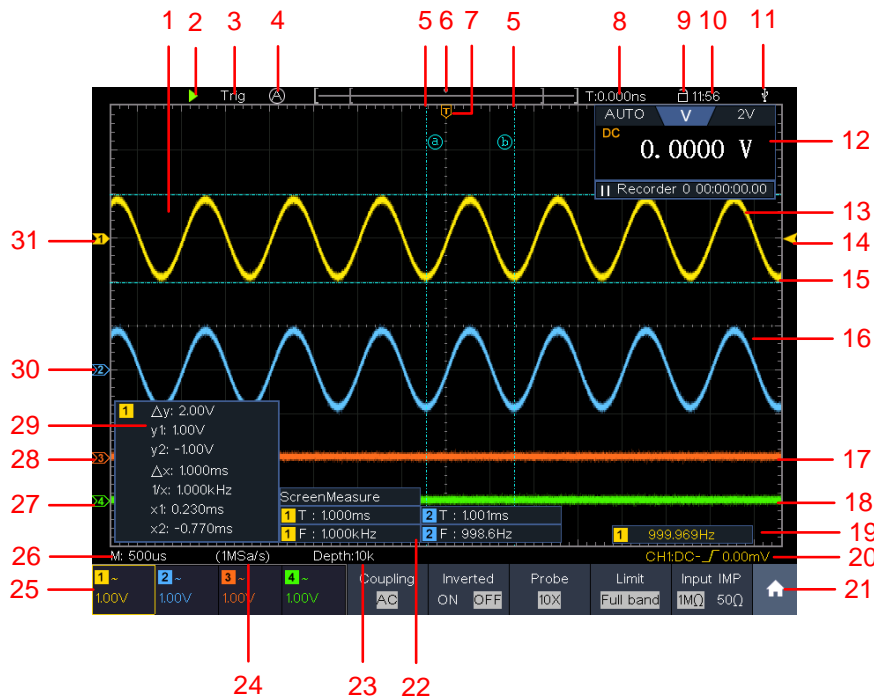 1 2 3 4 5 6 7 5 8 9 10 11
Trig A T:0.000ns 11:56
T
AUTO V 2V
DC
0.0000 V
Recorder 0 00:00:00.00
a b
12
13
31 1 14
15
16
30 2
1 △y: 2.00V
29 y1: 1.00V
y2: -1.00V
28 3 17
△x: 1.000ms
1/x: 1.000kHz
27 4 18
x1: 0.230ms
x2: -0.770ms
ScreenMeasure
1 T : 1.000ms 2 T : 1.001ms
1 F : 1.000kHz 2 F : 998.6Hz
1 999.969Hz 19
26 M: 500us (1MSa/s) Depth:10k CH1:DC- 0.00mV 20
25 1 ~ 2 ~ 3 ~ 4 ~ Coupling Inverted Probe Limit Input IMP 21
1.00V 1.00V 1.00V 1.00V AC ON OFF 10X Full band 1MΩ 50Ω
24 23 22